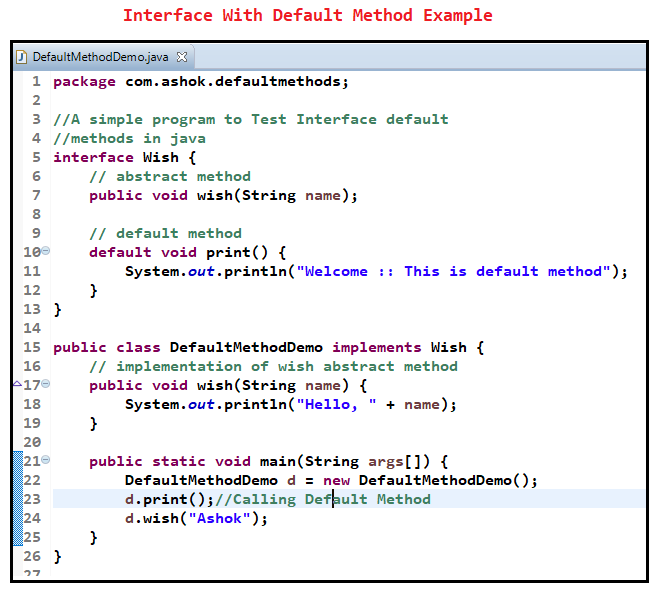 Interface With Default Method Example
DefaultMethodDemo.java
1 package com.ashok.defaultmethods;
2
3 //A simple program to Test Interface default
4 //methods in java
5 interface Wish {
6     // abstract method
7     public void wish(String name);
8
9     // default method
10     default void print() {
11         System.out.println("Welcome :: This is default method");
12     }
13 }
14
15 public class DefaultMethodDemo implements Wish {
16     // implementation of wish abstract method
17     public void wish(String name) {
18         System.out.println("Hello, " + name);
19     }
20
21     public static void main(String args[]) {
22         DefaultMethodDemo d = new DefaultMethodDemo();
23         d.print();//Calling Default Method
24         d.wish("Ashok");
25     }
26 }
27